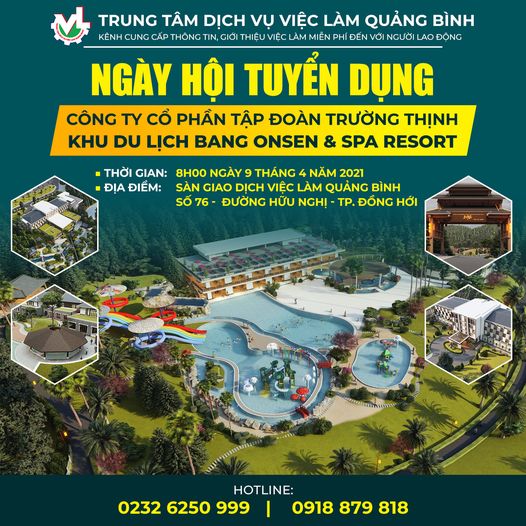 TRUNG TÂM DỊCH VỤ VIỆC LÀM QUẢNG BÌNH
KÊNH CUNG CẤP THÔNG TIN, GIỚI THIỆU VIỆC LÀM MIỄN PHÍ ĐẾN VỚI NGƯỜI LAO ĐỘNG
NGÀY HỘI TUYỂN DỤNG
CÔNG TY CỔ PHẦN TẬP ĐOÀN TRƯỜNG THỊNH
KHU DU LỊCH BANG ONSEN & SPA RESORT
THỜI GIAN: 8H00 NGÀY 9 THÁNG 4 NĂM 2021
ĐỊA ĐIỂM: SÀN GIAO DỊCH VIỆC LÀM QUẢNG BÌNH
SỐ 76 - ĐƯỜNG HỮU NGHỊ - TP. ĐỒNG HỚI
HOTLINE:
0232 6250 999 | 0918 879 818